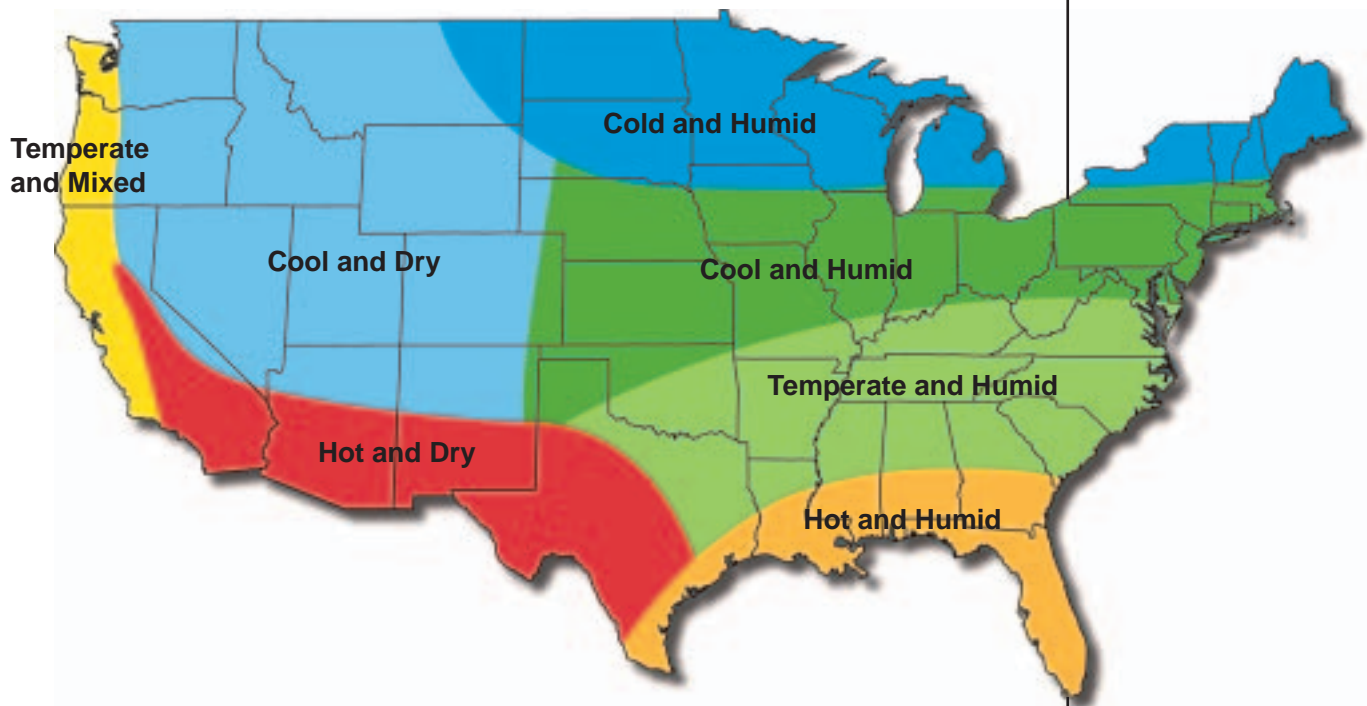 Cold and Humid
Temperate
and Mixed
Cool and Dry
Cool and Humid
Temperate and Humid
Hot and Dry
Hot and Humid